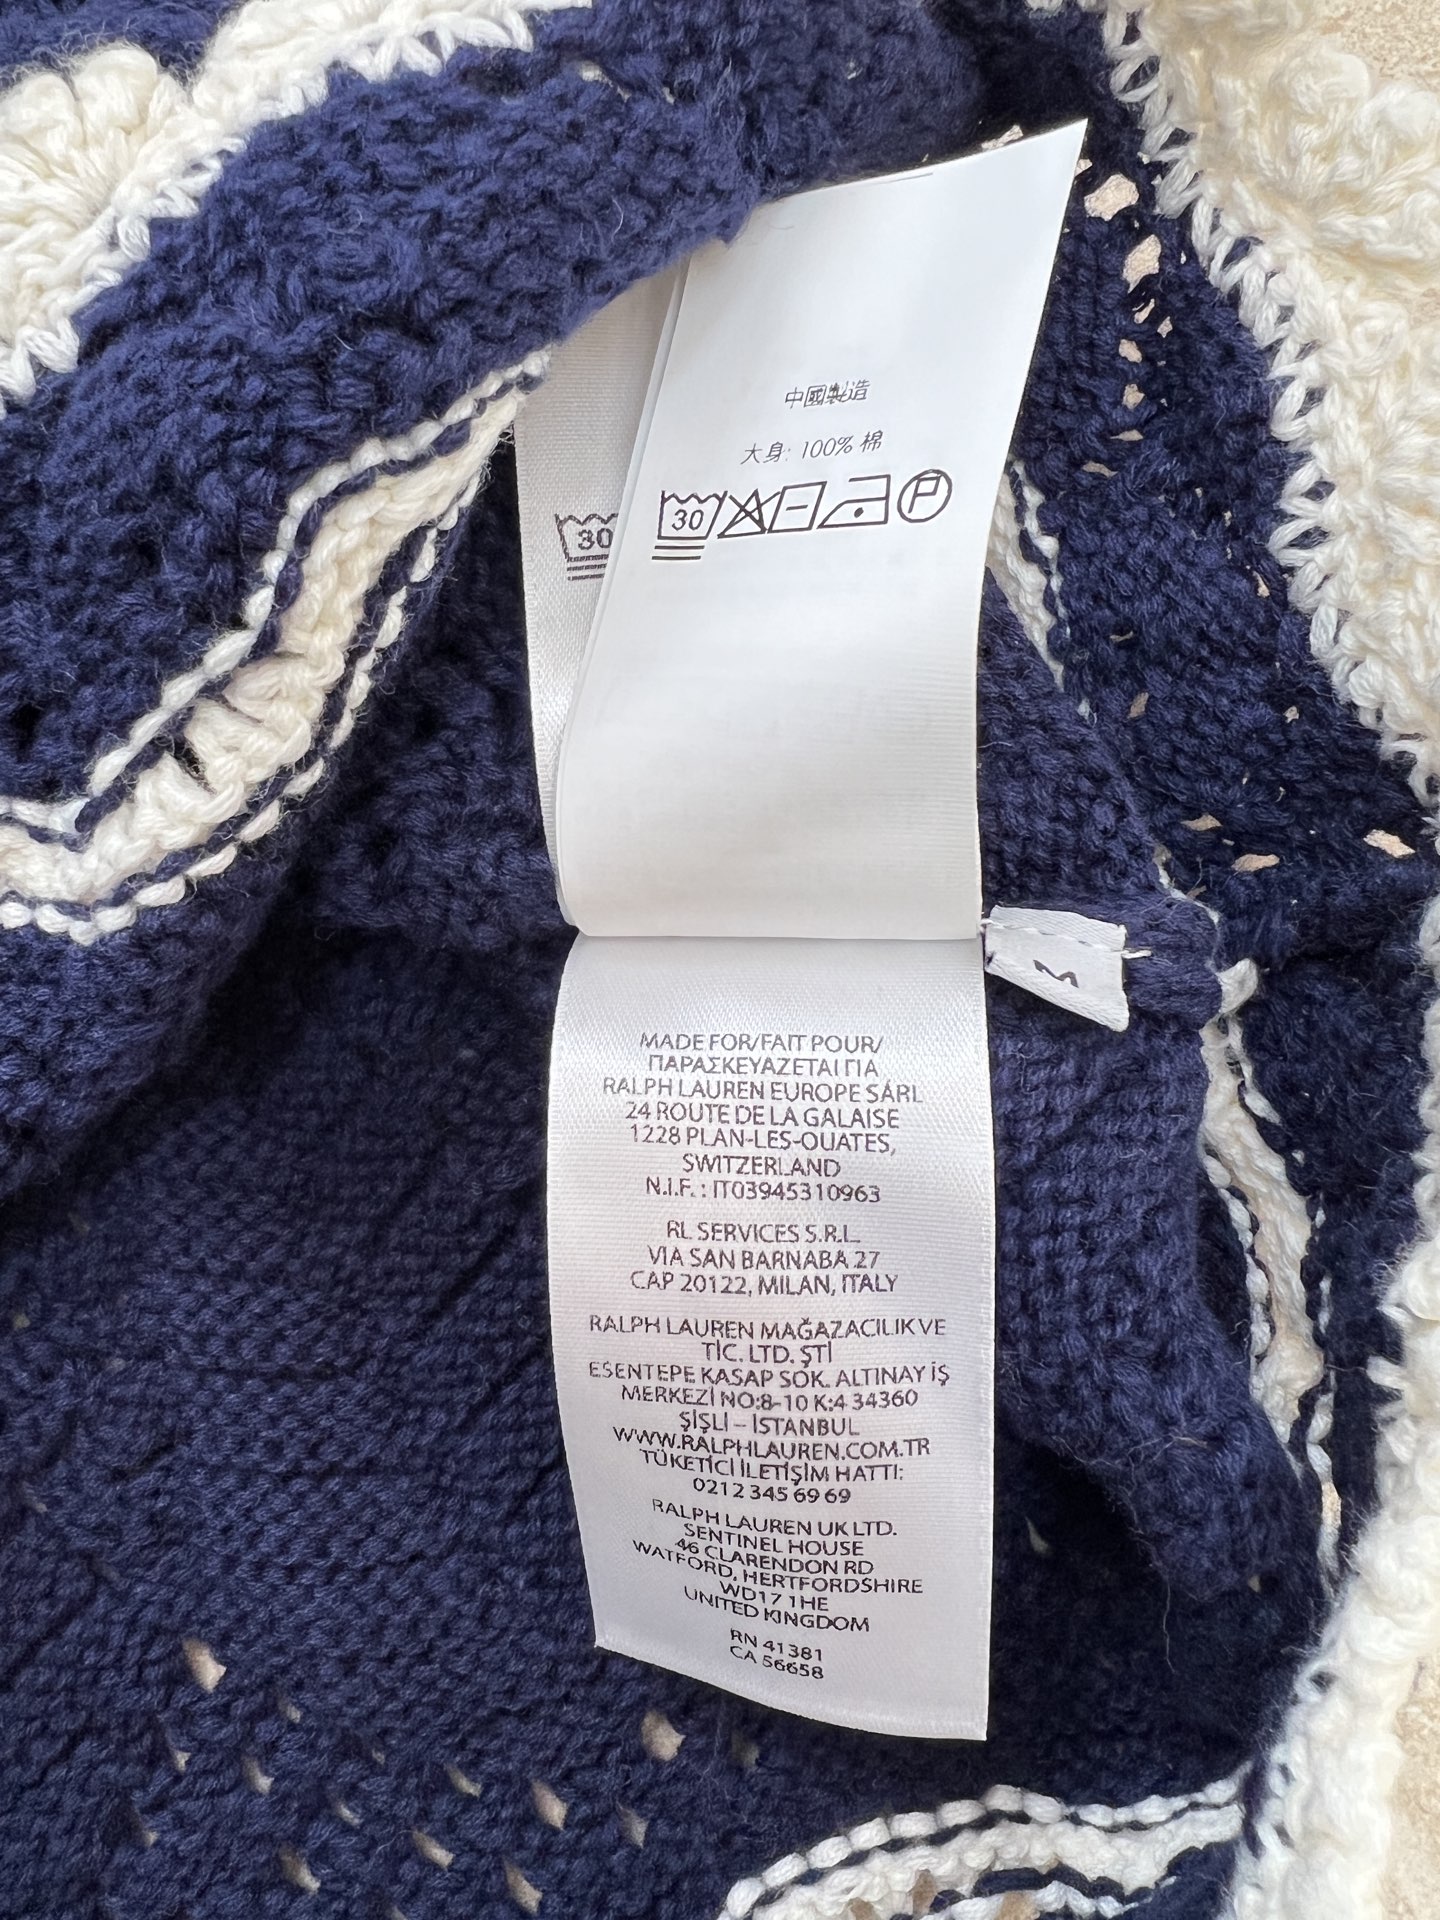 中國製造
大身: 100% 棉
30
30
M
MADE FOR/FAIT POUR/
ΠΑΡΑΣΚΕΥΑΖΕΤΑΙ ΓΙΑ
RALPH LAUREN EUROPE SÁRL
24 ROUTE DE LA GALAISE
1228 PLAN-LES-OUATES,
SWITZERLAND
N.I.F. : IT03945310963
RL SERVICES S.R.L.
VIA SAN BARNABA 27
CAP 20122, MILAN, ITALY
RALPH LAUREN MAĞAZACILIK VE
TİC. LTD. ŞTİ
ESENTEPE KASAP SOK. ALTINAY İŞ
MERKEZİ NO:8-10 K:4 34360
ŞİŞLİ – İSTANBUL
WWW.RALPHLAUREN.COM.TR
TÜKETİCİ İLETİŞİM HATTI:
0212 345 69 69
RALPH LAUREN UK LTD.
SENTINEL HOUSE
46 CLARENDON RD
WATFORD, HERTFORDSHIRE
WD17 1HE
UNITED KINGDOM
RN 41381
CA 56658